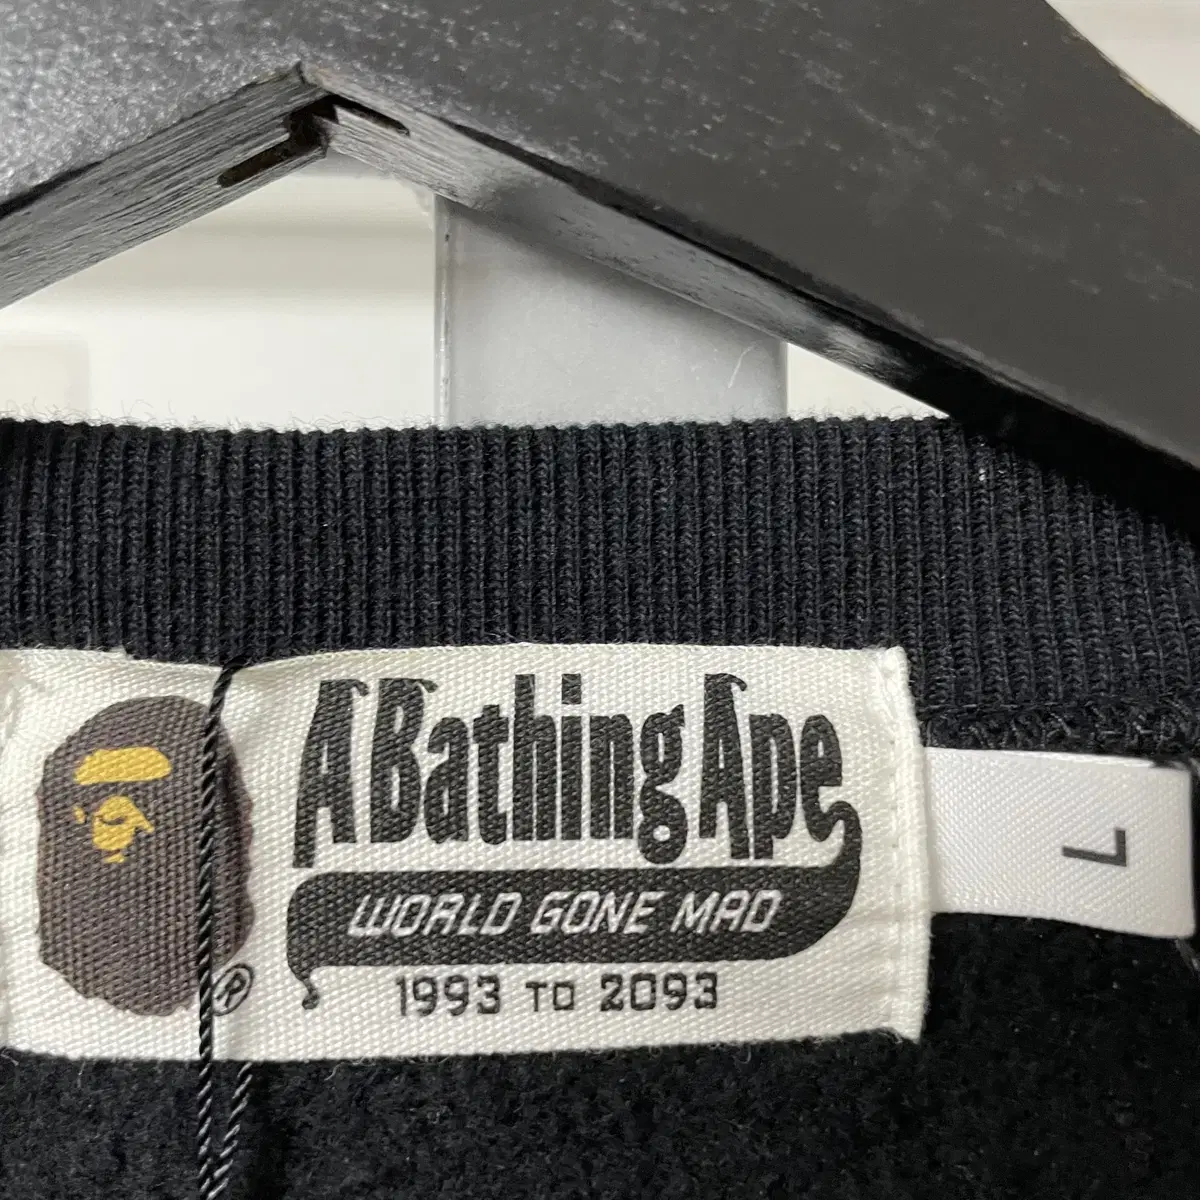 A Bathing Ape
WORLD GONE MAD
1993 TO 2093
®
L